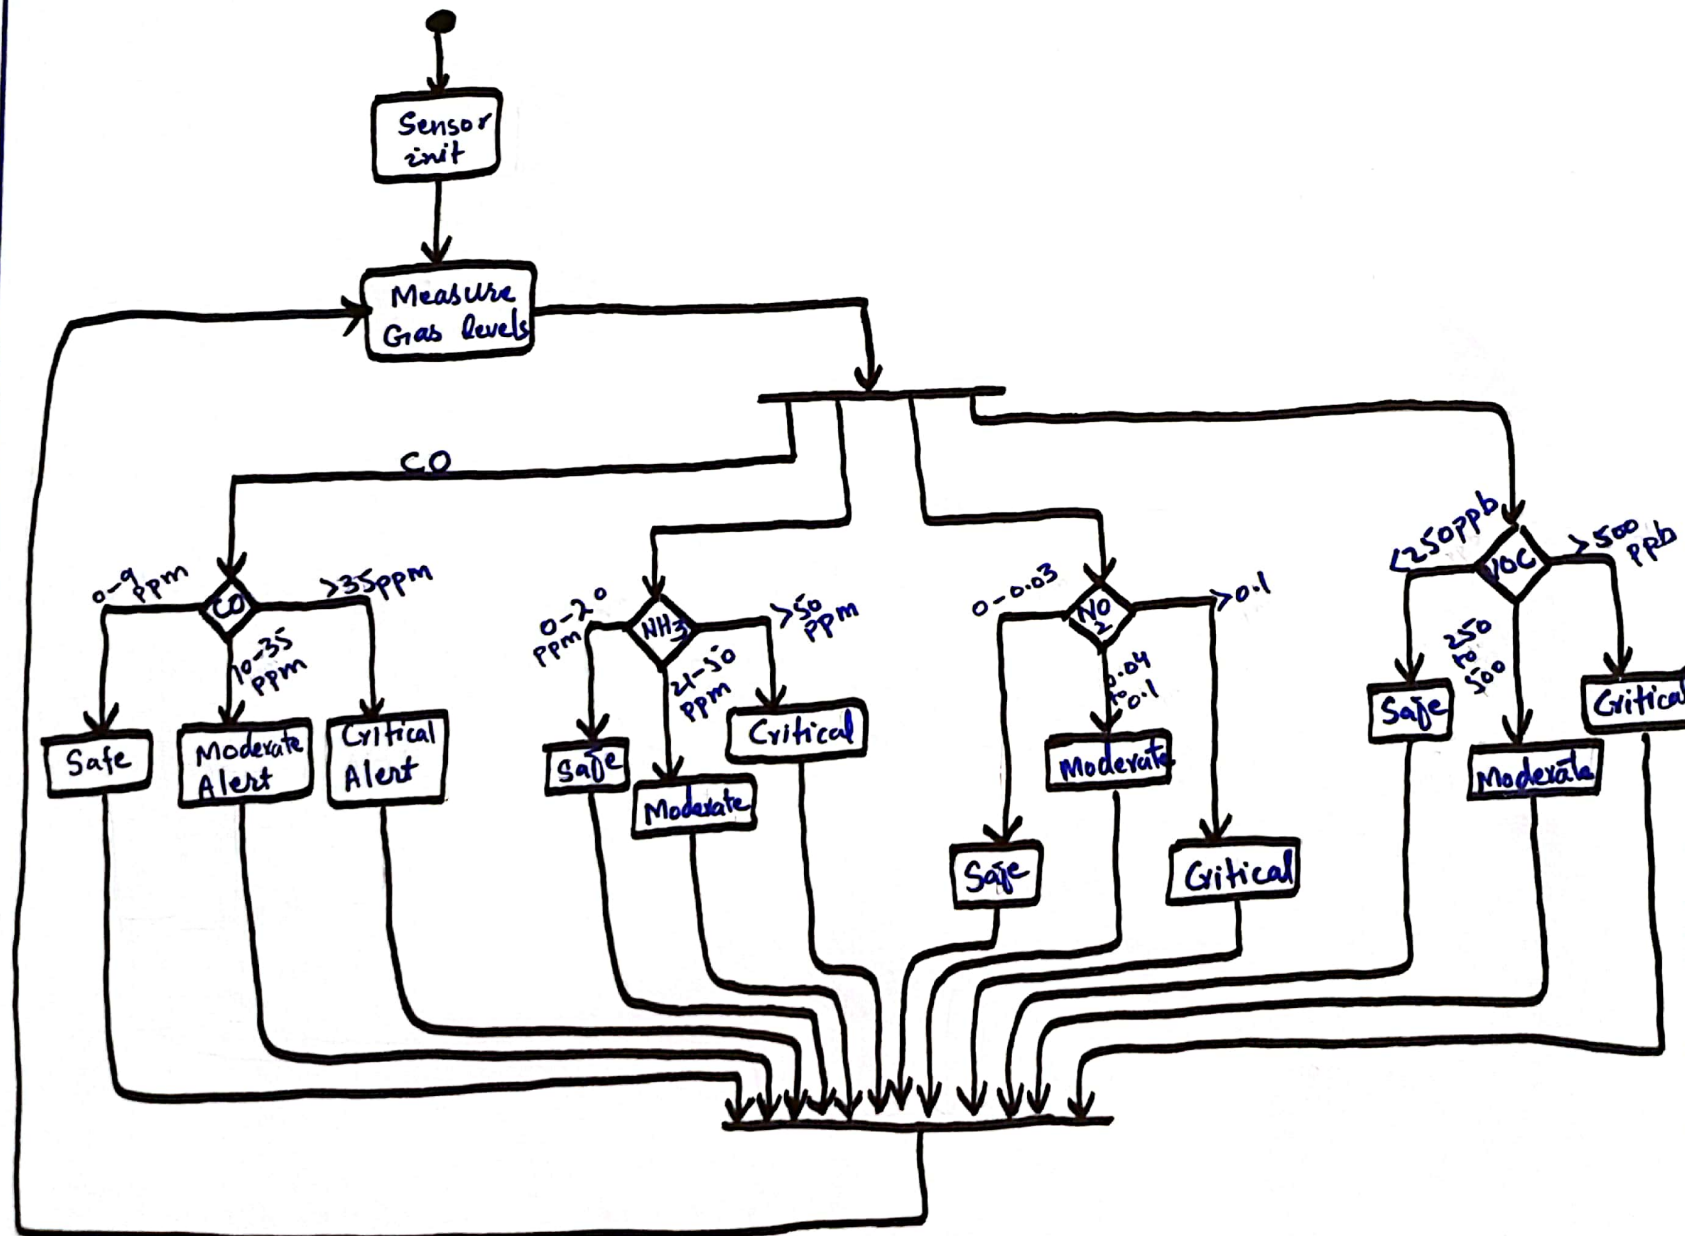 Sensor
init
Measure
Gas levels
CO
0-9
ppm
CO
>35ppm
10-35
ppm
Safe
Moderate
Alert
Critical
Alert
0-20
ppm
NH3
>50
ppm
21-50
ppm
Safe
Moderate
Critical
0-0.03
NO
2
>0.1
0.04
to
0.1
Safe
Moderate
Critical
<250ppb
VOC
>500
ppb
250
to
500
Safe
Moderate
Critical